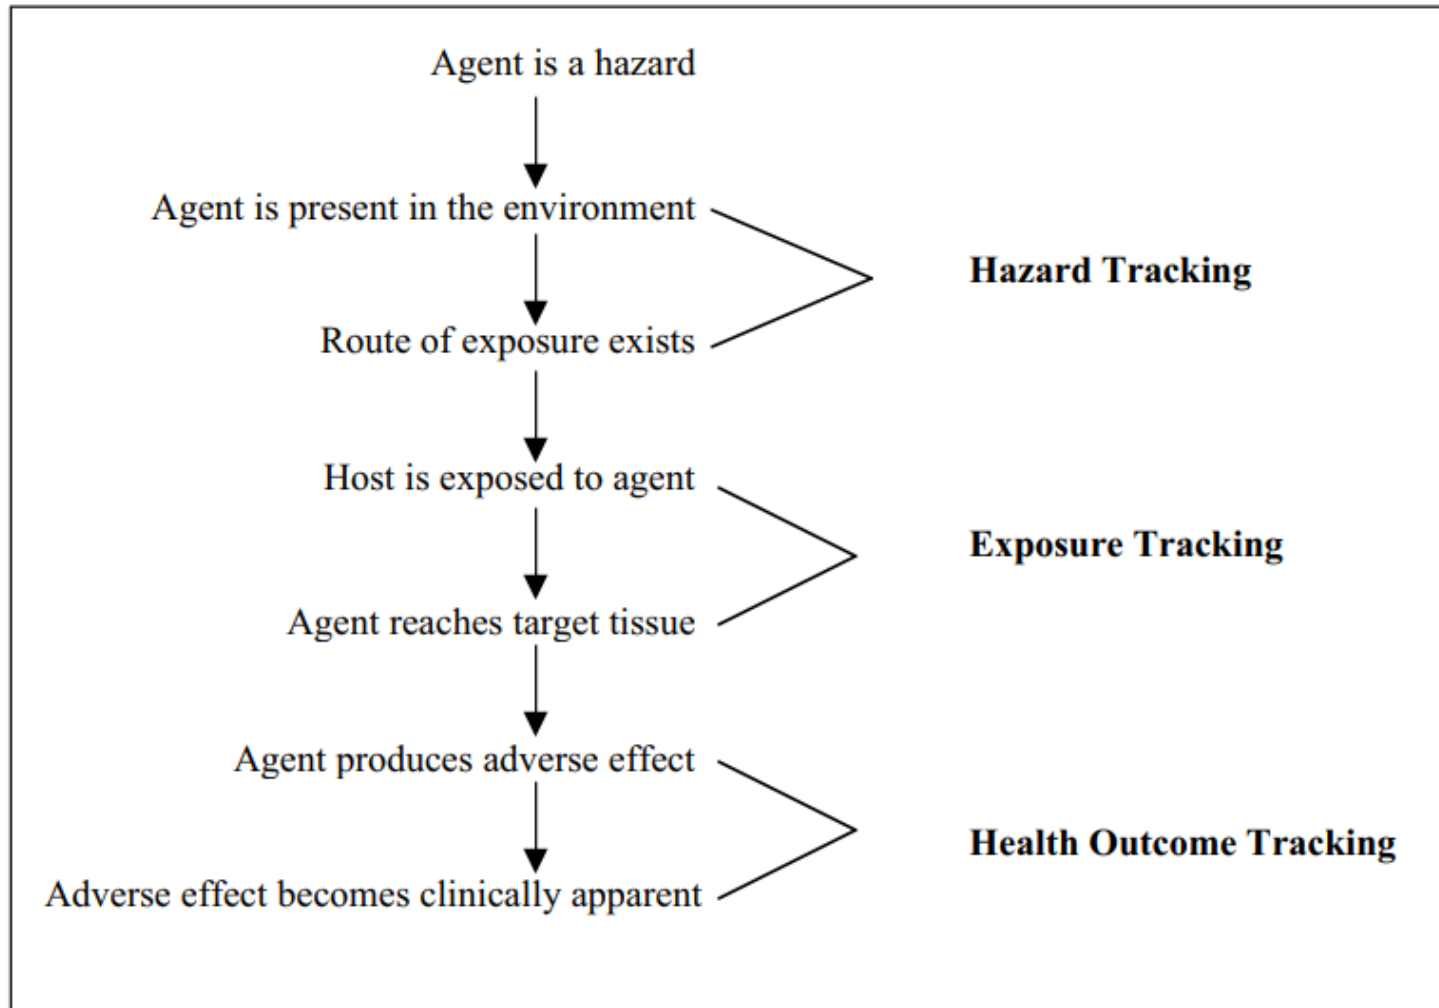 Agent is a hazard
Agent is present in the environment
Hazard Tracking
Route of exposure exists
Host is exposed to agent
Exposure Tracking
Agent reaches target tissue
Agent produces adverse effect
Health Outcome Tracking
Adverse effect becomes clinically apparent